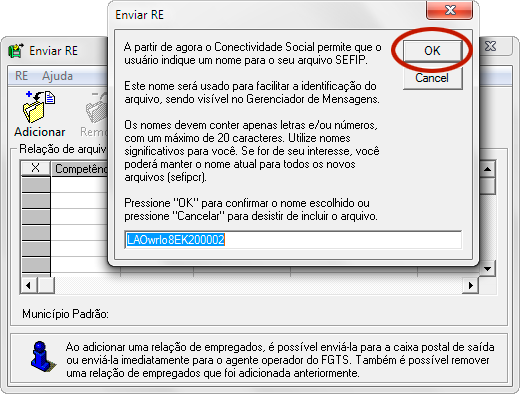 Enviar RE
A partir de agora o Conectividade Social permite que o
usuário indique um nome para o seu arquivo SEFIP.
Este nome será usado para facilitar a identificação do
arquivo, sendo visível no Gerenciador de Mensagens.
Os nomes devem conter apenas letras e/ou números,
com um máximo de 20 caracteres. Utilize nomes
significativos para você. Se for de seu interesse, você
poderá manter o nome atual para todos os novos
arquivos (sefipcr).
Pressione "OK" para confirmar o nome escolhido ou
pressione "Cancelar" para desistir de incluir o arquivo.
OK
Cancel
Enviar RE
RE Ajuda
Adicionar Remo
Relação de arquiv
X Competênc
Município Padrão:
Ao adicionar uma relação de empregados, é possível enviá-la para a caixa postal de saída
ou enviá-la imediatamente para o agente operador do FGTS. Também é possível remover
uma relação de empregados que foi adicionada anteriormente.